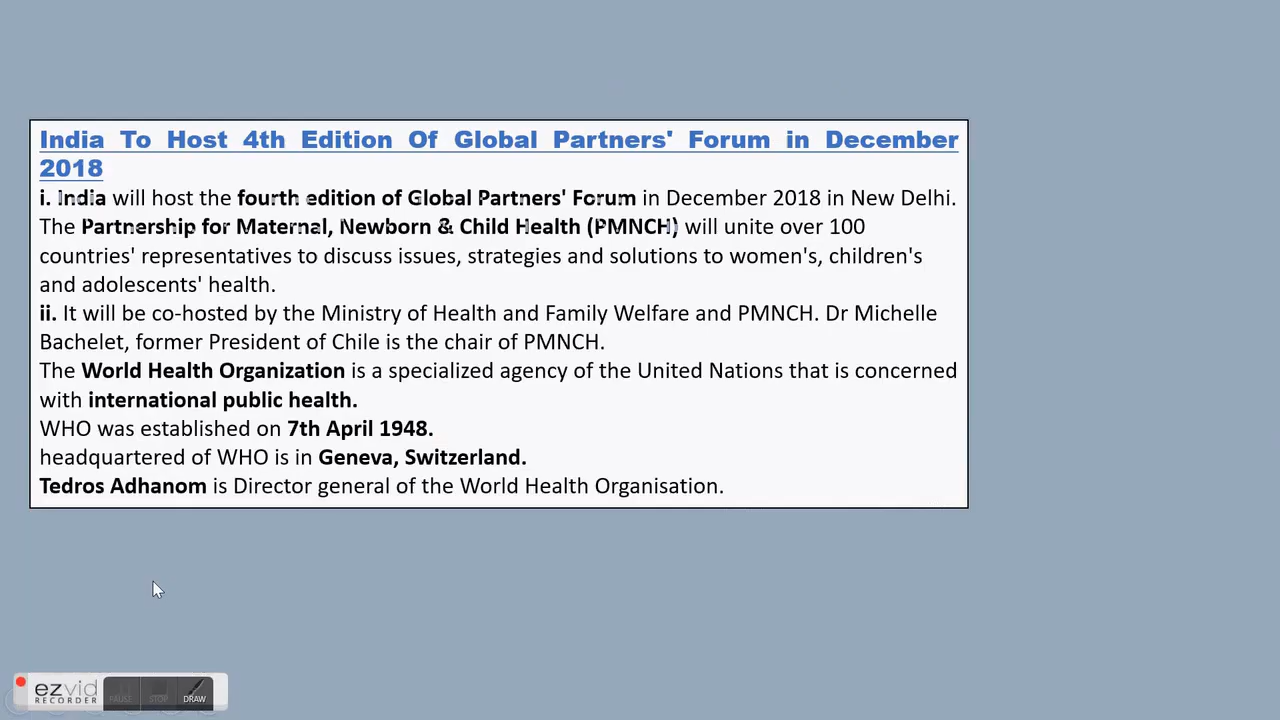 India To Host 4th Edition Of Global Partners' Forum in December
2018
i. India will host the fourth edition of Global Partners' Forum in December 2018 in New Delhi.
The Partnership for Maternal, Newborn & Child Health (PMNCH) will unite over 100
countries' representatives to discuss issues, strategies and solutions to women's, children's
and adolescents' health.
ii. It will be co-hosted by the Ministry of Health and Family Welfare and PMNCH. Dr Michelle
Bachelet, former President of Chile is the chair of PMNCH.
The World Health Organization is a specialized agency of the United Nations that is concerned
with international public health.
WHO was established on 7th April 1948.
headquartered of WHO is in Geneva, Switzerland.
Tedros Adhanom is Director general of the World Health Organisation.
ezvid
RECORDER
PAUSE
STOP
DRAW